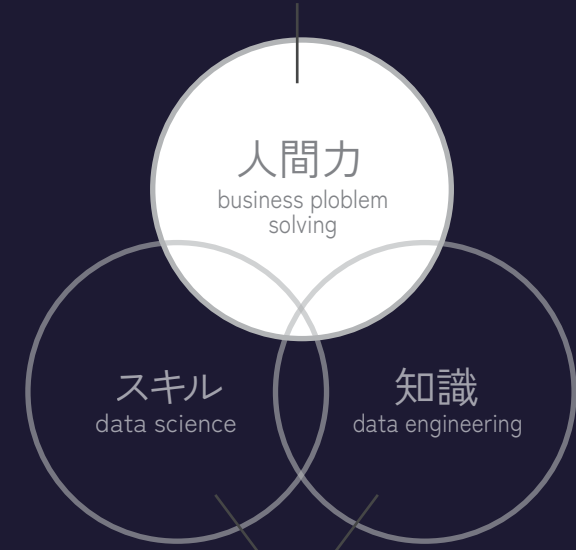 人間力
business ploblem
solving
スキル
data science
知識
data engineering